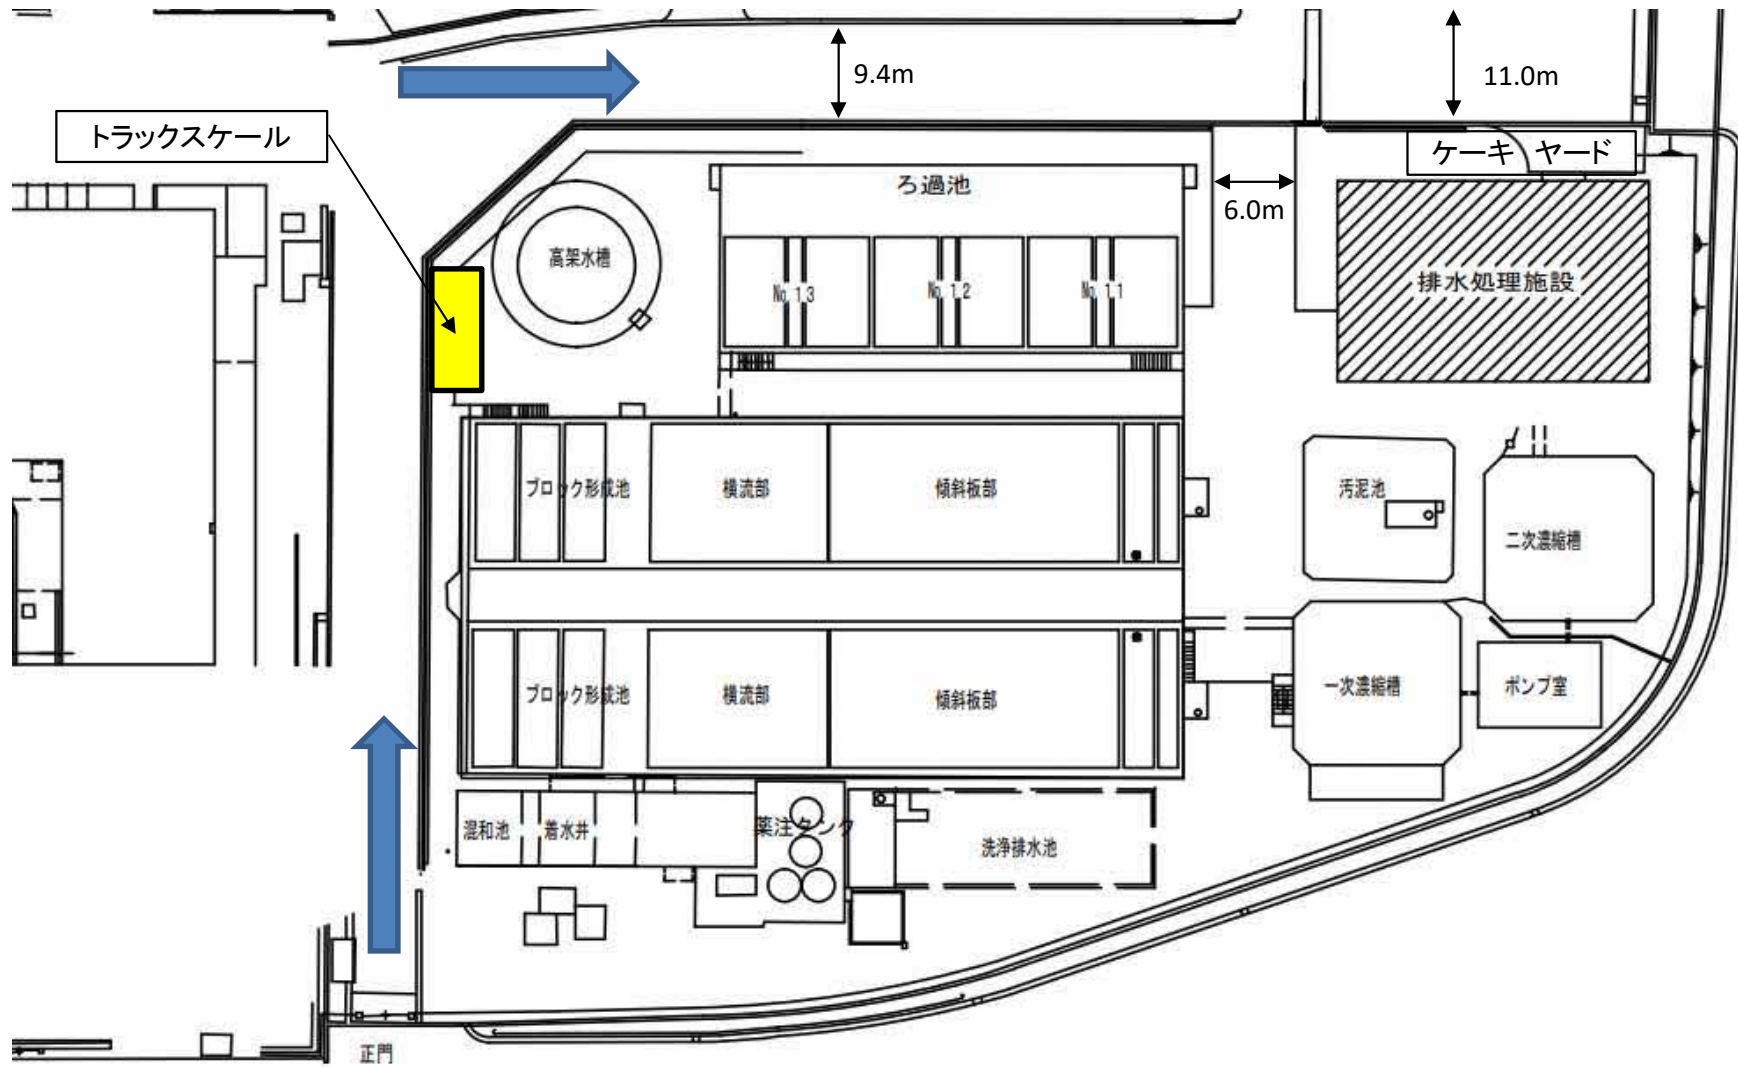 9.4m
11.0m
トラックスケール
ケーキ ヤード
ろ過池
6.0m
高架水槽
No.13
No.12
No.11
排水処理施設
ブロック形成池
横流部
傾斜板部
汚泥池
二次濃縮槽
ブロック形成池
横流部
傾斜板部
一次濃縮槽
ポンプ室
混和池
着水井
薬注タンク
洗浄排水池
正門